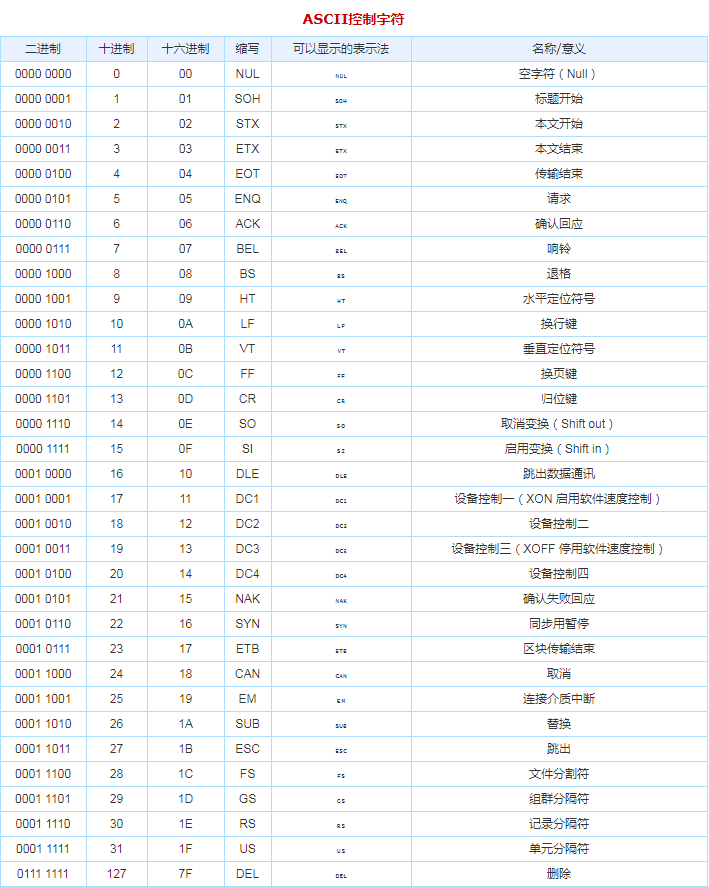 ASCII控制字符
二进制 十进制 十六进制 缩写 可以显示的表示法 名称/意义
0000 0000 0 00 NUL NUL 空字符（Null）
0000 0001 1 01 SOH SOH 标题开始
0000 0010 2 02 STX STX 本文开始
0000 0011 3 03 ETX ETX 本文结束
0000 0100 4 04 EOT EOT 传输结束
0000 0101 5 05 ENQ ENQ 请求
0000 0110 6 06 ACK ACK 确认回应
0000 0111 7 07 BEL BEL 响铃
0000 1000 8 08 BS BS 退格
0000 1001 9 09 HT HT 水平定位符号
0000 1010 10 0A LF LF 换行键
0000 1011 11 0B VT VT 垂直定位符号
0000 1100 12 0C FF FF 换页键
0000 1101 13 0D CR CR 归位键
0000 1110 14 0E SO SO 取消变换（Shift out）
0000 1111 15 0F SI SI 启用变换（Shift in）
0001 0000 16 10 DLE DLE 跳出数据通讯
0001 0001 17 11 DC1 DC1 设备控制一（XON 启用软件速度控制）
0001 0010 18 12 DC2 DC2 设备控制二
0001 0011 19 13 DC3 DC3 设备控制三（XOFF 停用软件速度控制）
0001 0100 20 14 DC4 DC4 设备控制四
0001 0101 21 15 NAK NAK 确认失败回应
0001 0110 22 16 SYN SYN 同步用暂停
0001 0111 23 17 ETB ETB 区块传输结束
0001 1000 24 18 CAN CAN 取消
0001 1001 25 19 EM EM 连接介质中断
0001 1010 26 1A SUB SUB 替换
0001 1011 27 1B ESC ESC 跳出
0001 1100 28 1C FS FS 文件分割符
0001 1101 29 1D GS GS 组群分隔符
0001 1110 30 1E RS RS 记录分隔符
0001 1111 31 1F US US 单元分隔符
0111 1111 127 7F DEL DEL 删除